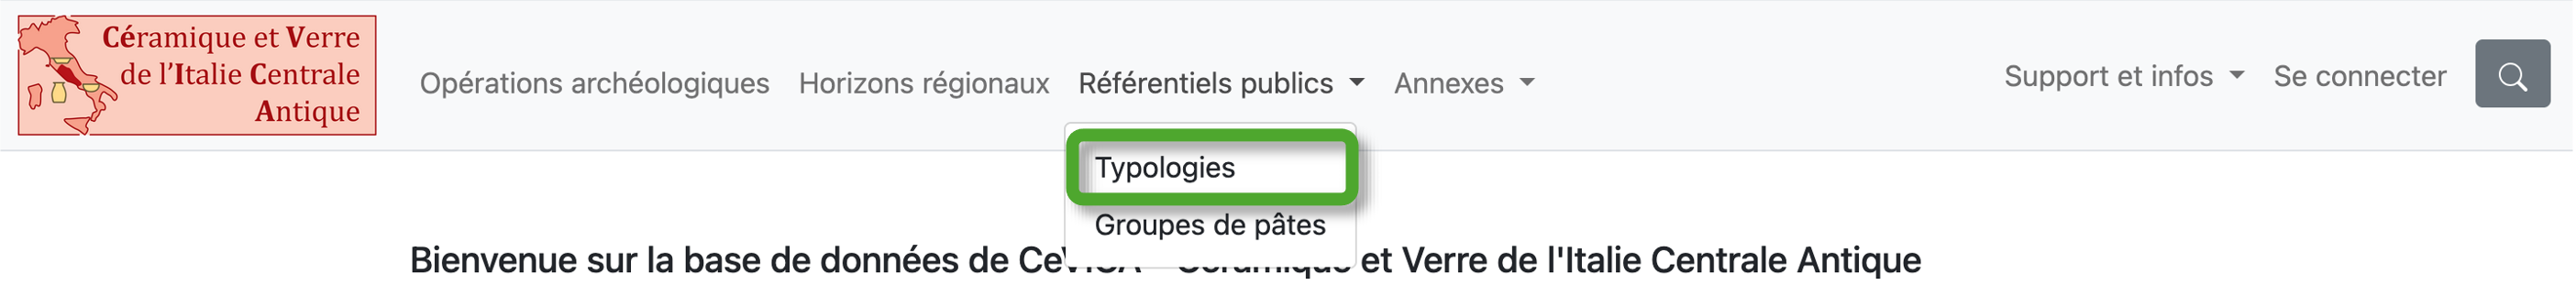 Céramique et Verre
de l'Italie Centrale
Antique
Opérations archéologiques Horizons régionaux Référentiels publics Annexes Support et infos Se connecter
Typologies
Groupes de pâtes
Bienvenue sur la base de données de et Verre de l'Italie Centrale Antique